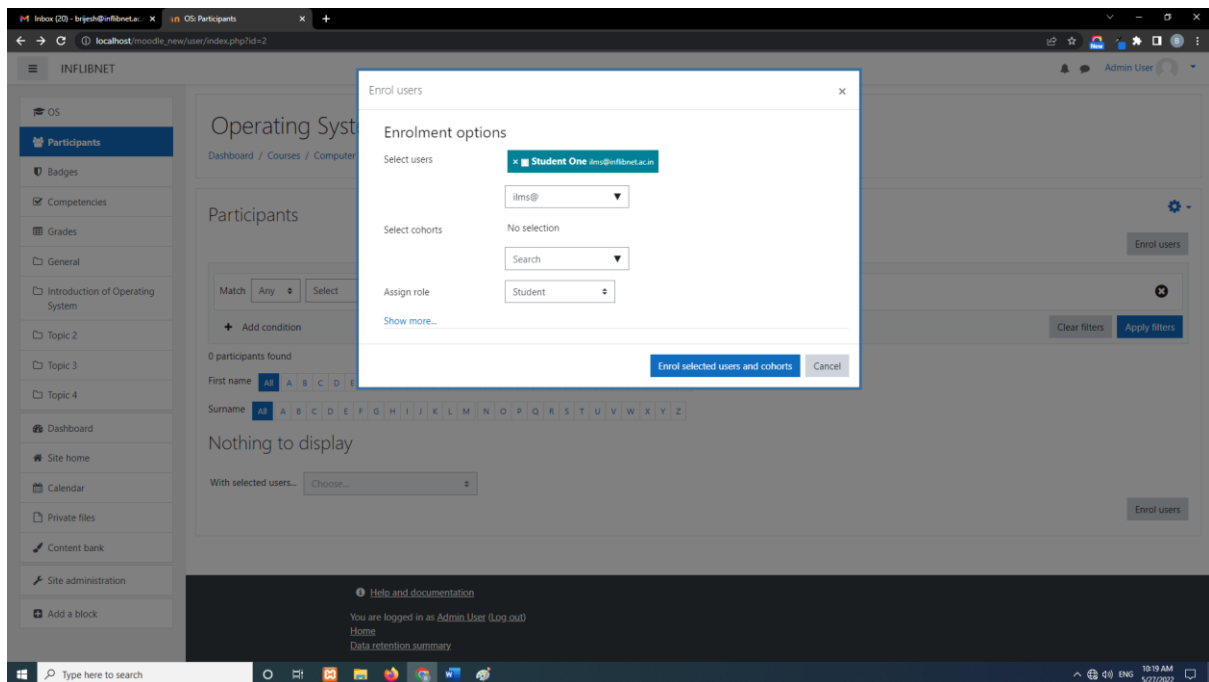 Inbox (20) - brijesh@inflibnet.ac.
OS: Participants
localhost/moodle_new/user/index.php?id=2
New
B
INFLIBNET
Admin User
OS
Participants
Badges
Competencies
Grades
General
Introduction of Operating
System
Topic 2
Topic 3
Topic 4
Dashboard
Site home
Calendar
Private files
Content bank
Site administration
Add a block
Operating Syst
Dashboard / Courses / Computer
Participants
Enrol users
Match Any Select
Add condition
Clear filters Apply filters
0 participants found
First name All A B C D E
Surname All A B C D E F G H I J K L M N O P Q R S T U V W X Y Z
Nothing to display
With selected users... Choose...
Enrol users
Enrol users
Enrolment options
Select users
× Student One ilms@inflibnet.ac.in
ilms@
Select cohorts No selection
Search
Assign role Student
Show more...
Enrol selected users and cohorts Cancel
Help and documentation
You are logged in as Admin User (Log out)
Home
Data retention summary
Type here to search
ENG
10:19 AM
5/27/2022